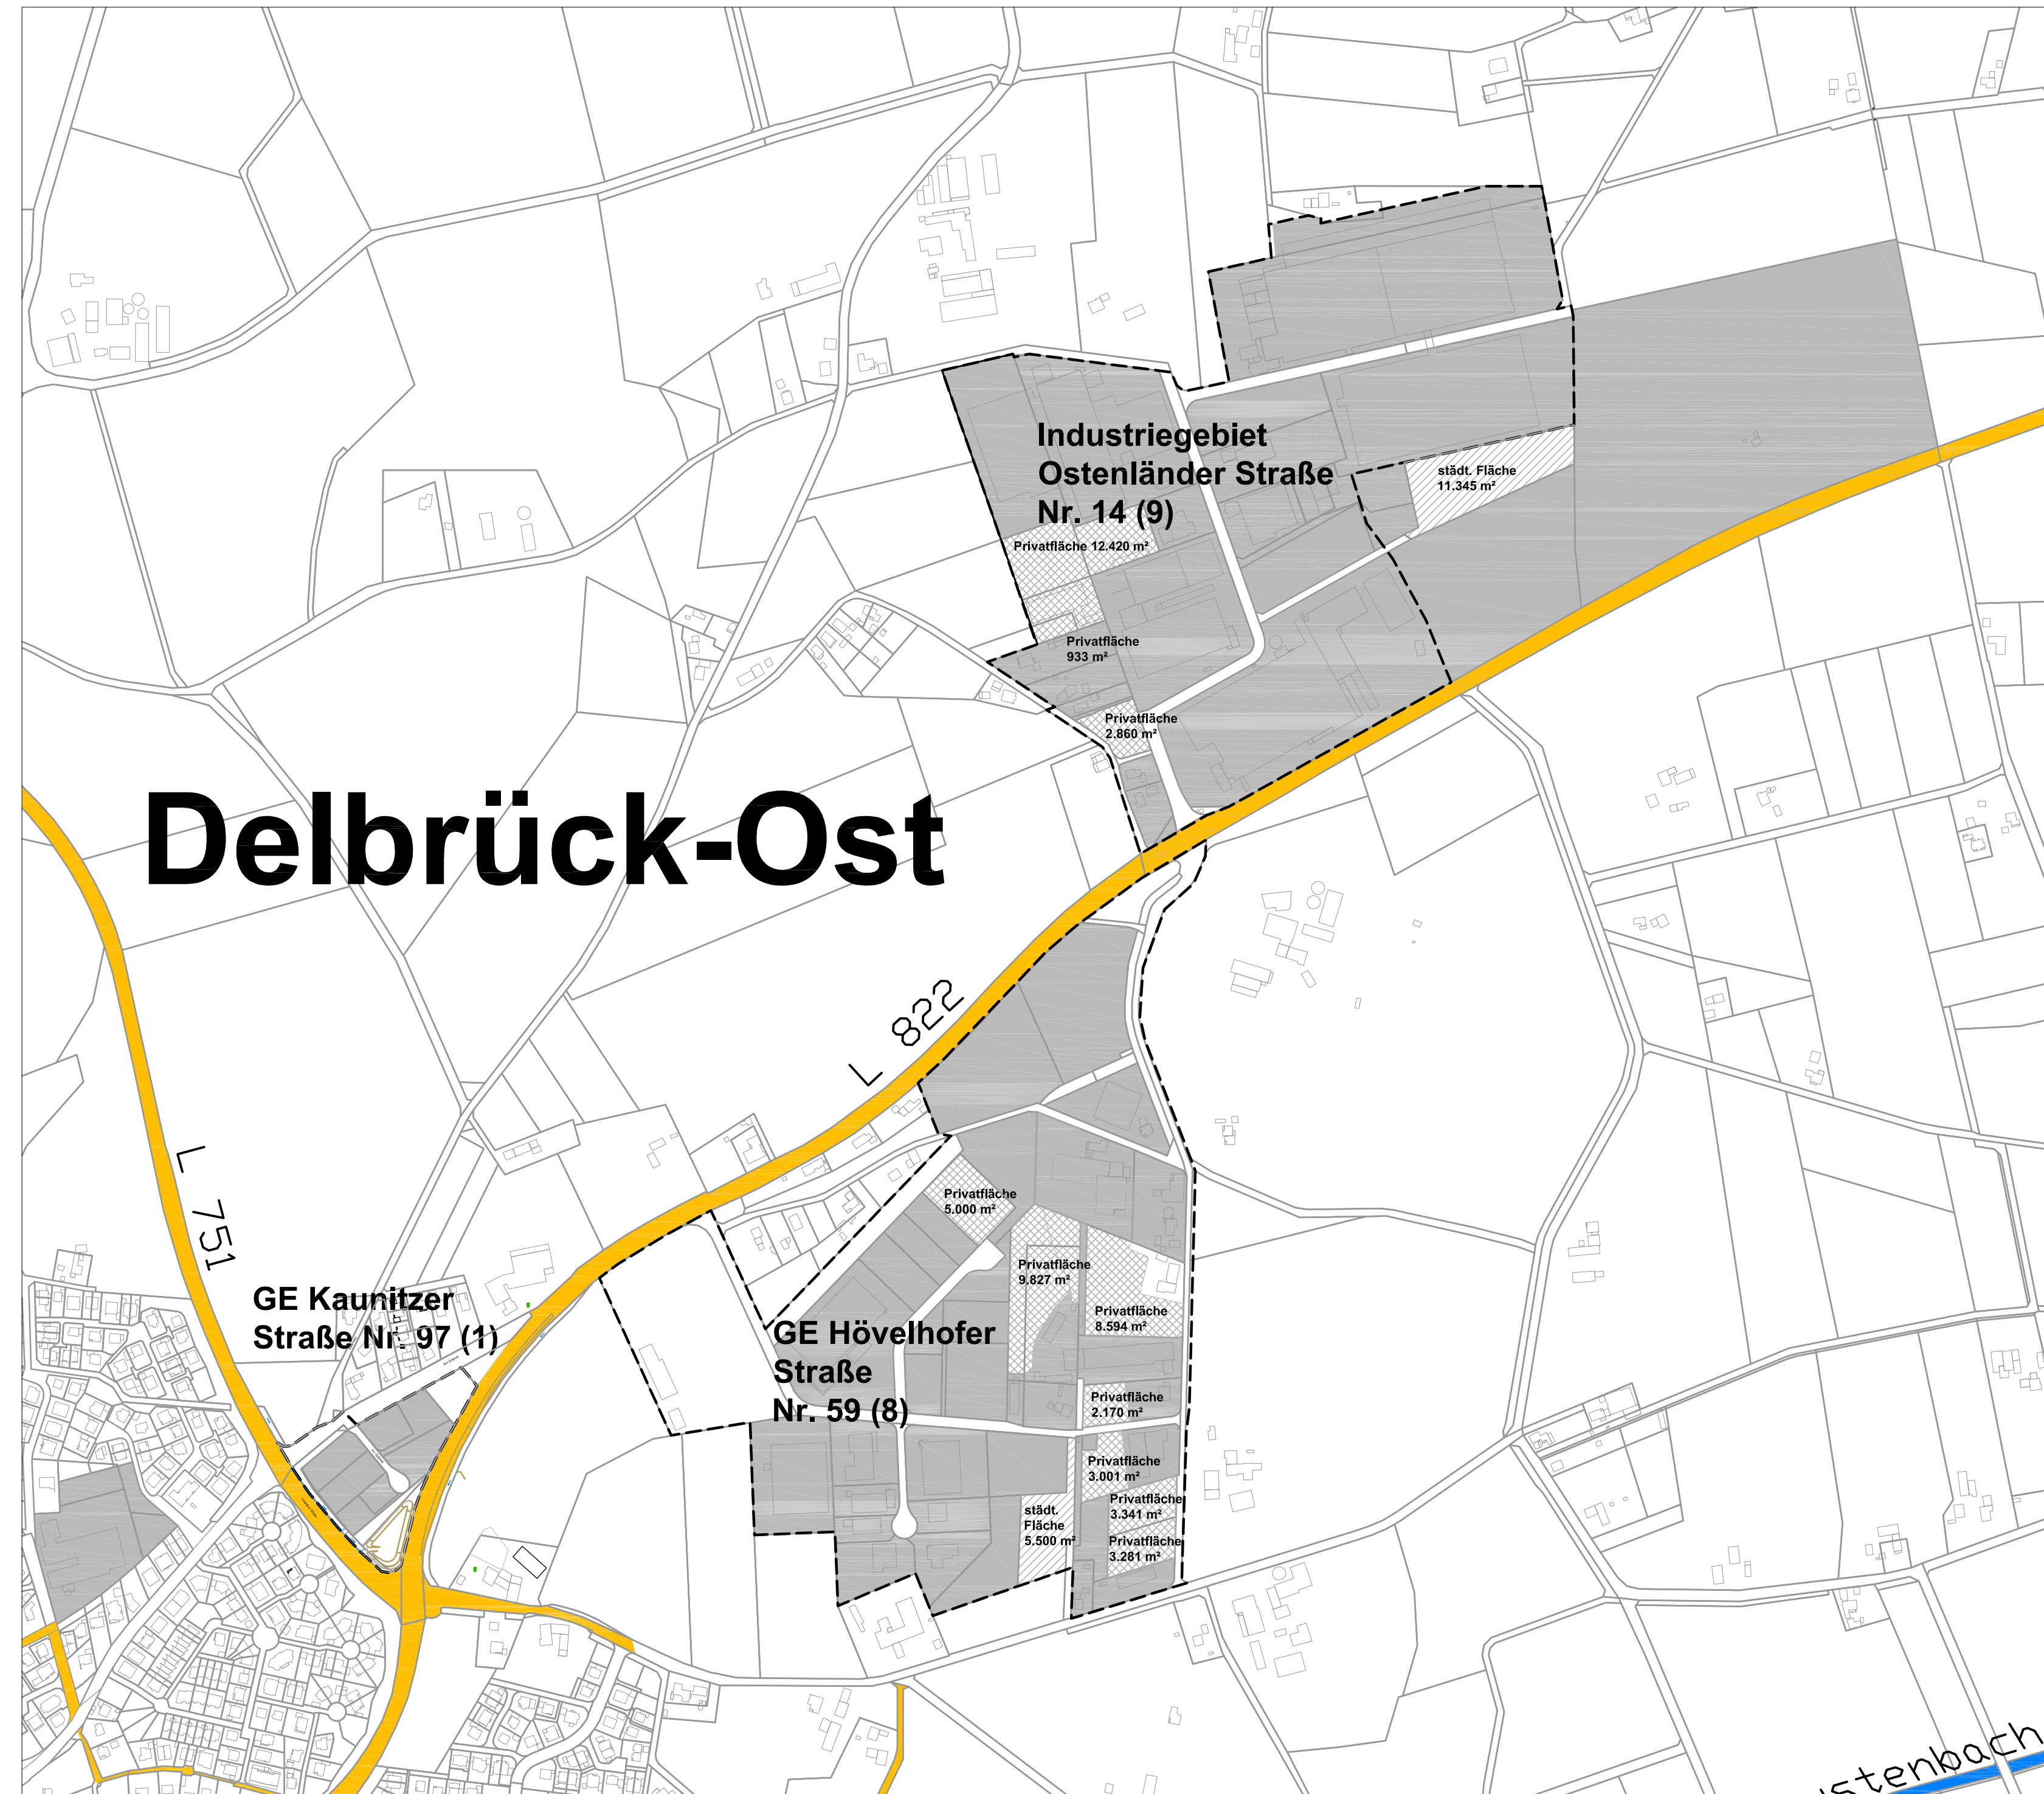 Industriegebiet
Ostenländer Straße
Nr. 14 (9)
städt. Fläche
11.345 m²
Privatfläche 12.420 m²
Privatfläche
933 m²
Privatfläche
2.860 m²
Delbrück-Ost
L 822
L 751
Privatfläche
5.000 m²
Privatfläche
9.827 m²
Privatfläche
8.594 m²
GE Kaunitzer
Straße Nr. 97 (1)
GE Hövelhofer
Straße
Nr. 59 (8)
Privatfläche
2.170 m²
Privatfläche
3.001 m²
Privatfläche
3.341 m²
städt.
Fläche
5.500 m²
Privatfläche
3.281 m²
stenbach